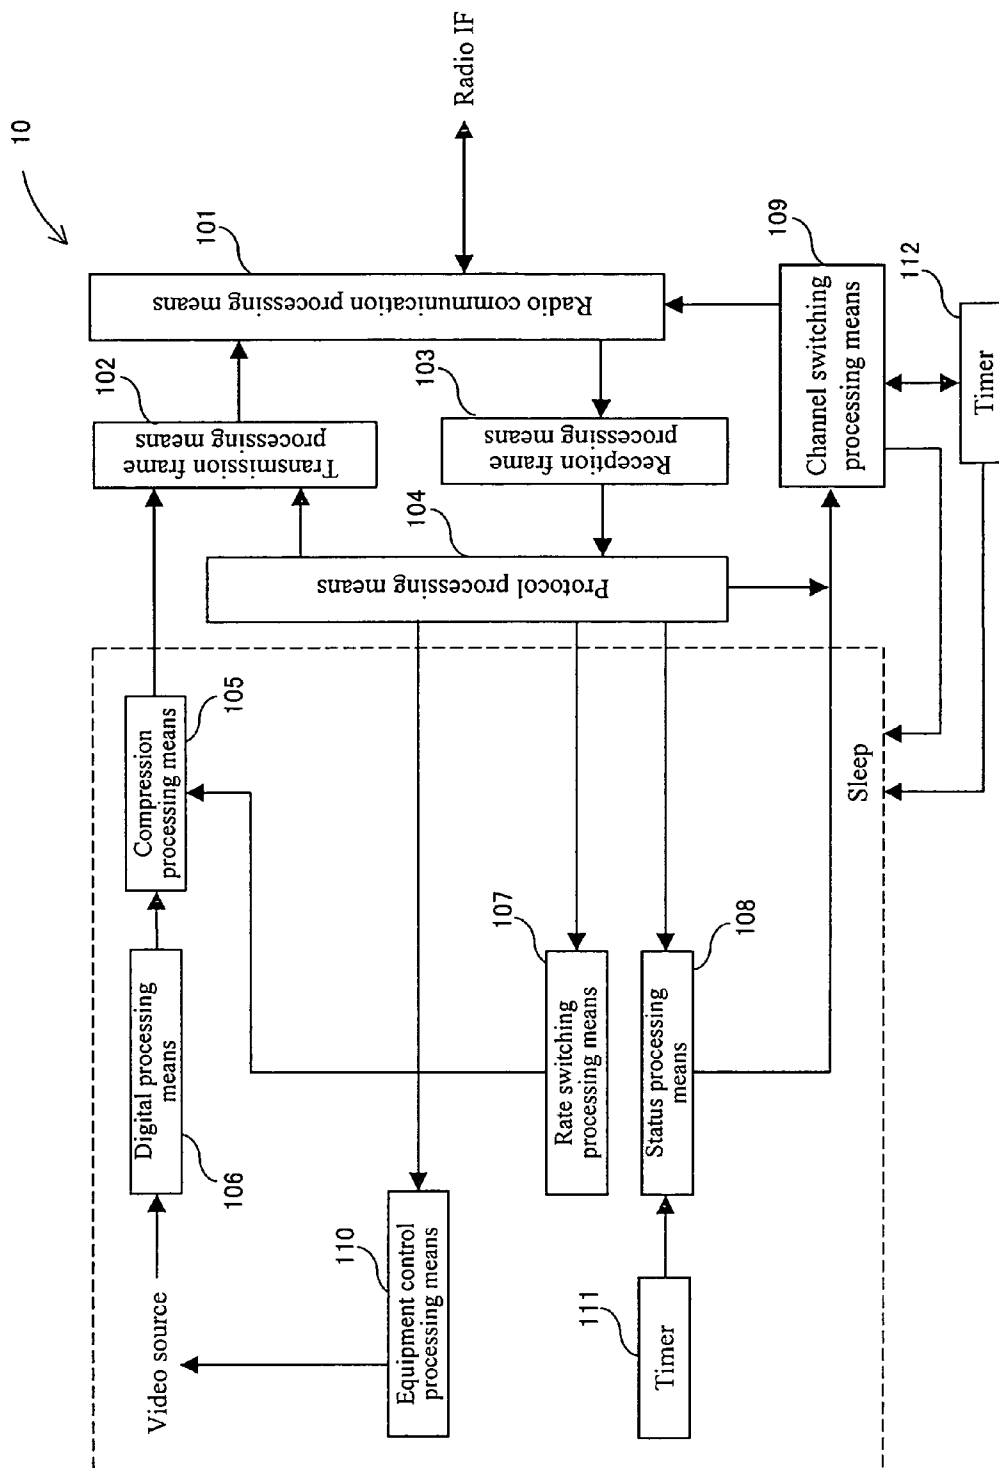 10
Radio IF
101
Radio communication processing means
102
Transmission frame
processing means
103
Reception frame
processing means
104
Protocol processing means
105
Compression
processing means
Digital processing
means
106
Video source
107
Rate switching
processing means
108
Status processing
means
109
Channel switching
processing means
112
Timer
Sleep
110
Equipment control
processing means
111
Timer